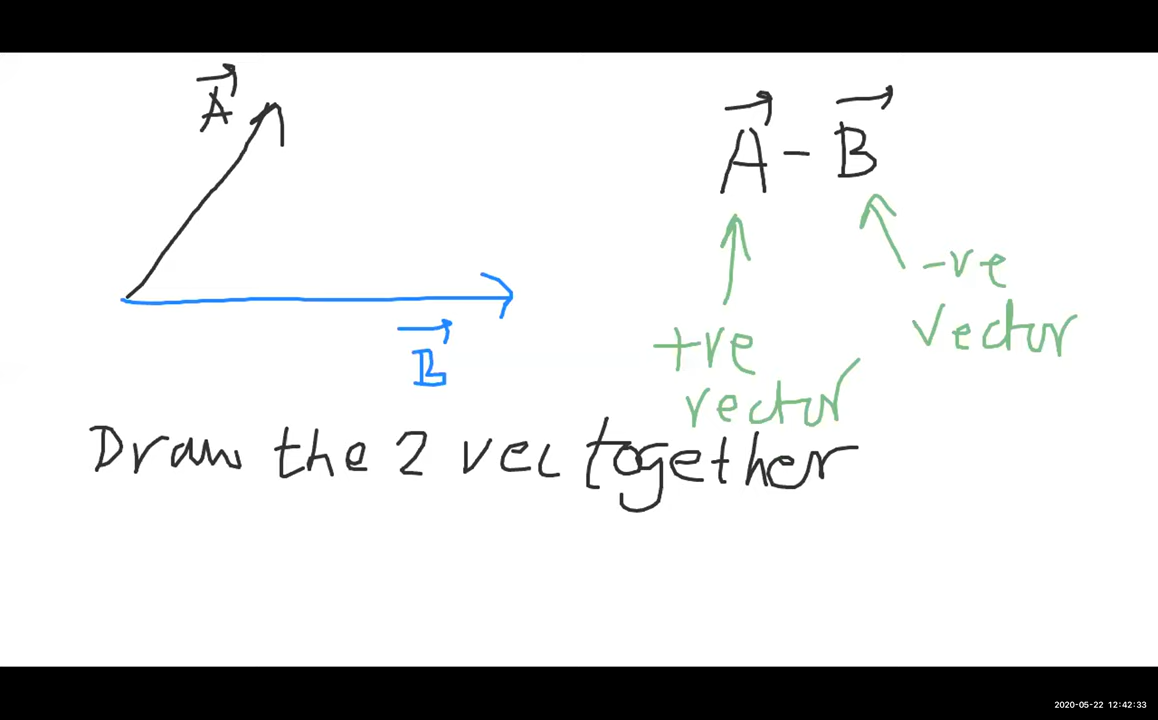 A
B
A - B
+ve
vector
-ve
vector
Draw the 2 vec together
2020-05-22 12:42:33